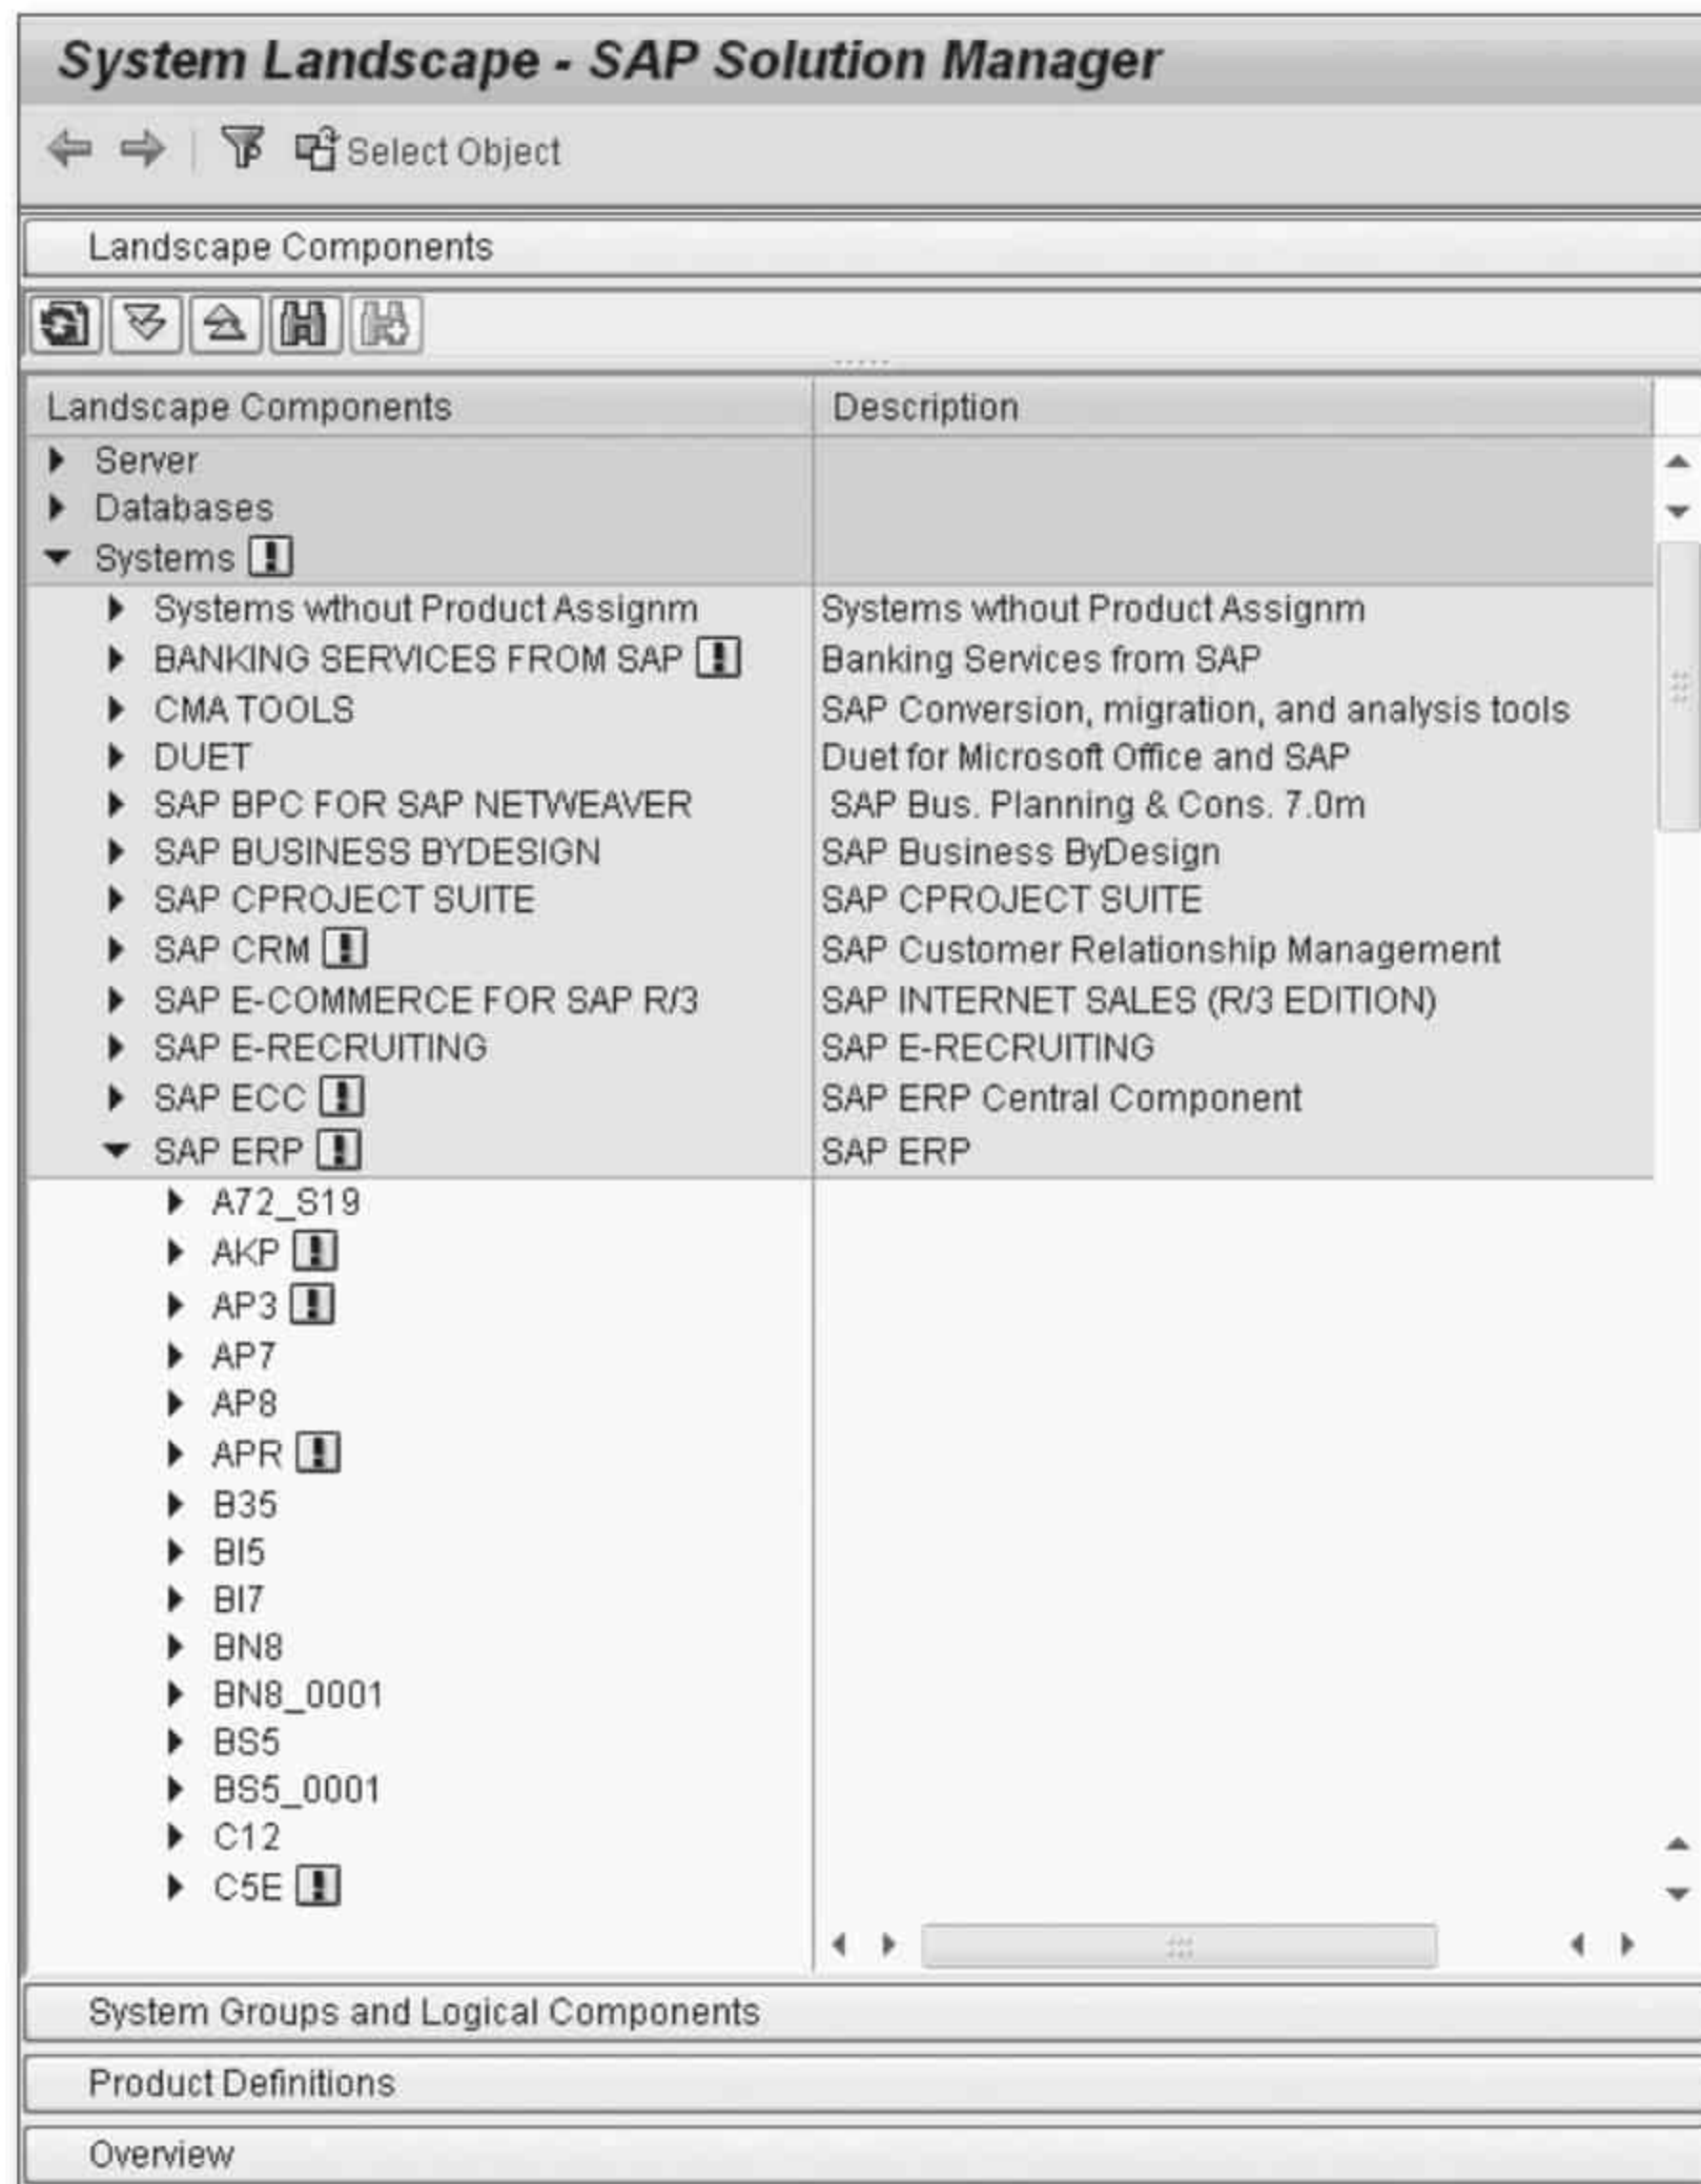 System Landscape - SAP Solution Manager
Select Object
Landscape Components
Landscape Components Description
Server
Databases
Systems
Systems wthout Product Assignm Systems wthout Product Assignm
BANKING SERVICES FROM SAP Banking Services from SAP
CMA TOOLS SAP Conversion, migration, and analysis tools
DUET Duet for Microsoft Office and SAP
SAP BPC FOR SAP NETWEAVER SAP Bus. Planning & Cons. 7.0m
SAP BUSINESS BYDESIGN SAP Business ByDesign
SAP CPROJECT SUITE SAP CPROJECT SUITE
SAP CRM SAP Customer Relationship Management
SAP E-COMMERCE FOR SAP R/3 SAP INTERNET SALES (R/3 EDITION)
SAP E-RECRUITING SAP E-RECRUITING
SAP ECC SAP ERP Central Component
SAP ERP SAP ERP
A72_S19
AKP
AP3
AP7
AP8
APR
B35
BI5
BI7
BN8
BN8_0001
BS5
BS5_0001
C12
C5E
System Groups and Logical Components
Product Definitions
Overview